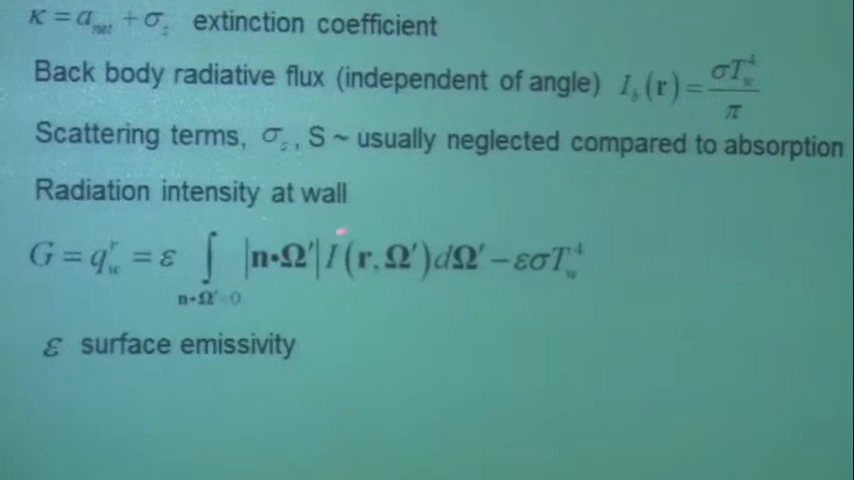 κ = a_net + σ_s extinction coefficient
Back body radiative flux (independent of angle) I_b(r) = σT_w^4 / π
Scattering terms, σ_s, S ~ usually neglected compared to absorption
Radiation intensity at wall
G = q_w^r = ε ∫_{n•Ω'<0} |n•Ω'| I(r, Ω') dΩ' − εσT_w^4
ε surface emissivity